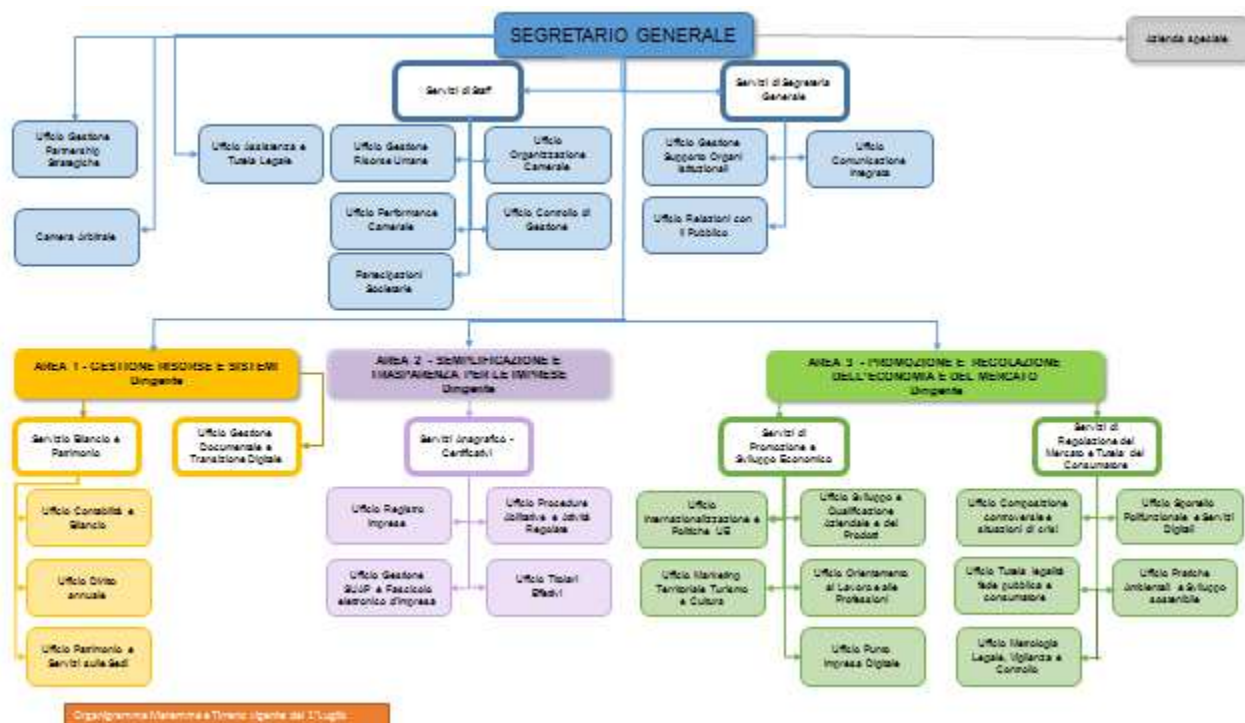 SEGRETARIO GENERALE
Azienda speciale
Servizi di Staff
Servizi di Segreteria
Generale
Ufficio Gestione
Partnership
Strategiche
Ufficio Assistenza e
Tutela Legale
Ufficio Gestione
Risorse Umane
Ufficio
Organizzazione
Camerale
Ufficio Gestione
Supporto Organi
Istituzionali
Ufficio
Comunicazione
Integrata
Camera Arbitrale
Ufficio Performance
Camerale
Ufficio Controllo di
Gestione
Ufficio Relazioni con
il Pubblico
Partecipazioni
Societarie
AREA 1 - GESTIONE RISORSE E SISTEMI
Dirigente
AREA 2 - SEMPLIFICAZIONE E
TRASPARENZA PER LE IMPRESE
Dirigente
AREA 3 - PROMOZIONE E REGOLAZIONE
DELL'ECONOMIA E DEL MERCATO
Dirigente
Servizio Bilancio e
Patrimonio
Ufficio Gestione
Documentale e
Transizione Digitale
Servizi Anagrafico -
Certificativi
Servizi di
Promozione e
Sviluppo Economico
Servizi di
Regolazione del
Mercato e Tutela del
Consumatore
Ufficio Contabilità e
Bilancio
Ufficio Diritto
annuale
Ufficio Patrimonio e
Servizi sulle Sedi
Ufficio Registro
Imprese
Ufficio Procedure
Abilitative e Attività
Regolate
Ufficio Gestione
SUAP e Fascicolo
elettronico d'Impresa
Ufficio Titolari
Effettivi
Ufficio
Internazionalizzazione e
Politiche UE
Ufficio Sviluppo e
Qualificazione
Aziendale e dei
Prodotti
Ufficio Marketing
Territoriale Turismo
e Cultura
Ufficio Orientamento
al Lavoro e alle
Professioni
Ufficio Punto
Impresa Digitale
Ufficio Composizione
controversie e
situazioni di crisi
Ufficio Sportello
Polifunzionale e Servizi
Digitali
Ufficio Tutela legalità
fede pubblica e
consumatore
Ufficio Pratiche
Ambientali e Sviluppo
sostenibile
Ufficio Metrologia
Legale, Vigilanza e
Controllo
Organigramma Maremma e Tirreno vigente dal 1° Luglio